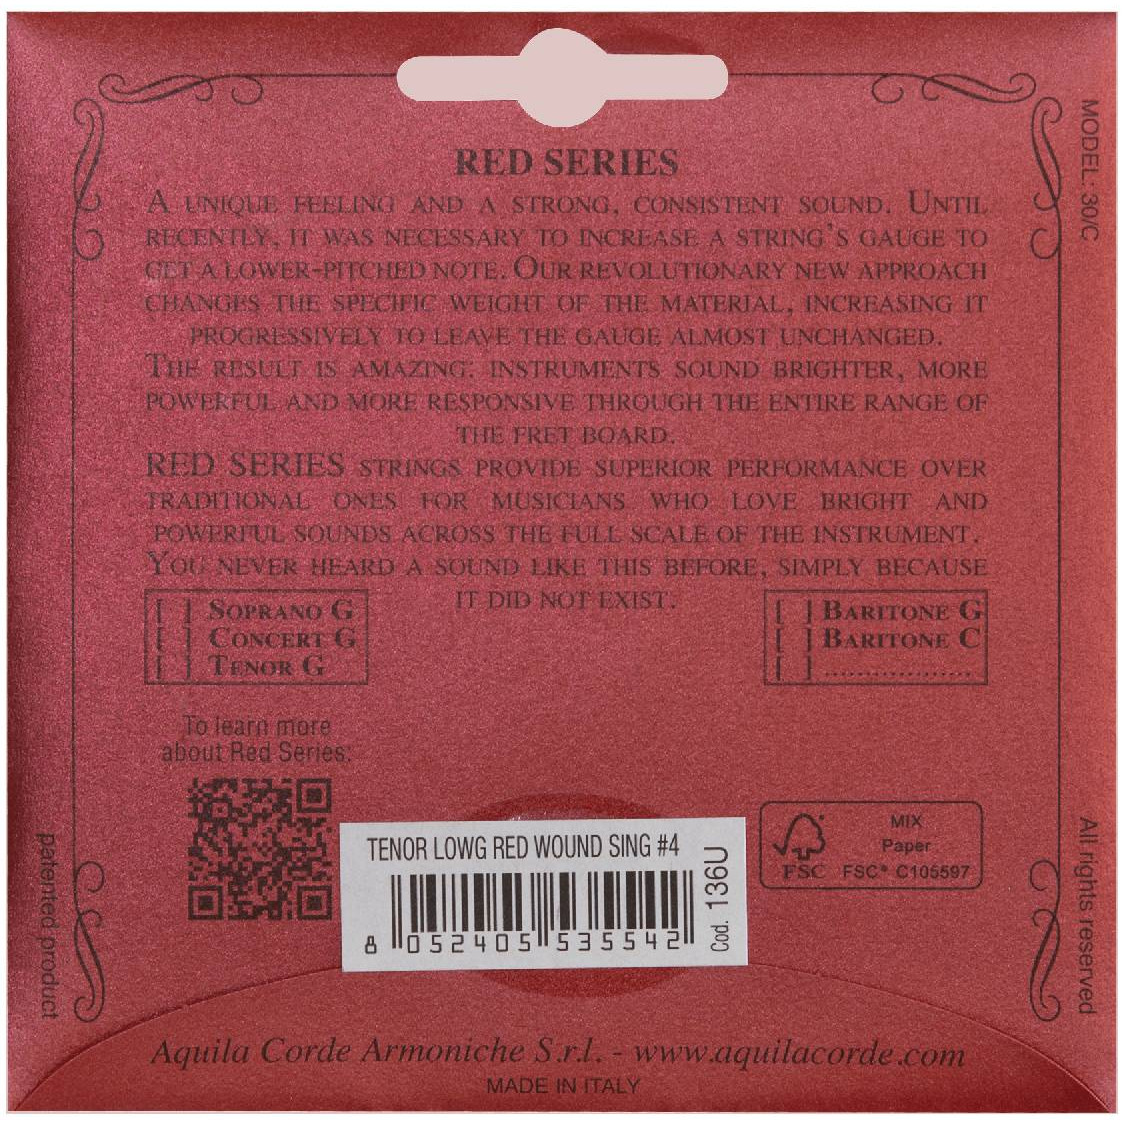 RED SERIES
A UNIQUE FEELING AND A STRONG, CONSISTENT SOUND. UNTIL
RECENTLY, IT WAS NECESSARY TO INCREASE A STRING'S GAUGE TO
GET A LOWER-PITCHED NOTE. OUR REVOLUTIONARY NEW APPROACH
CHANGES THE SPECIFIC WEIGHT OF THE MATERIAL, INCREASING IT
PROGRESSIVELY TO LEAVE THE GAUGE ALMOST UNCHANGED.
THE RESULT IS AMAZING: INSTRUMENTS SOUND BRIGHTER, MORE
POWERFUL AND MORE RESPONSIVE THROUGH THE ENTIRE RANGE OF
THE FRET BOARD.
RED SERIES STRINGS PROVIDE SUPERIOR PERFORMANCE OVER
TRADITIONAL ONES FOR MUSICIANS WHO LOVE BRIGHT AND
POWERFUL SOUNDS ACROSS THE FULL SCALE OF THE INSTRUMENT.
YOU NEVER HEARD A SOUND LIKE THIS BEFORE, SIMPLY BECAUSE
IT DID NOT EXIST.
[ ] SOPRANO G
[ ] CONCERT G
[ ] TENOR G
[ ] BARITONE G
[ ] BARITONE C
[ ] ..................
To learn more
about Red Series:
TENOR LOWG RED WOUND SING #4
8 052405 535542
Cod. 136U
MIX
Paper
FSC
FSC® C105597
MODEL: 30/C
patented product
All rights reserved
Aquila Corde Armoniche S.r.l. - www.aquilacorde.com
MADE IN ITALY